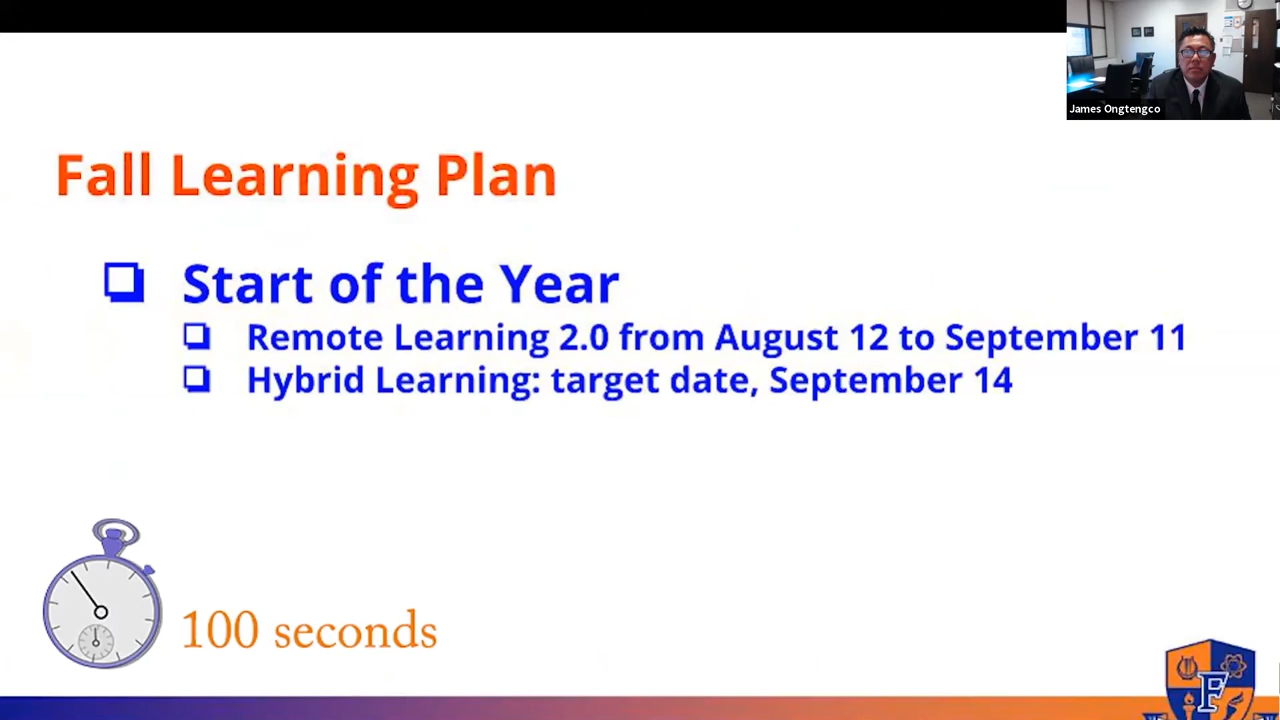 James Ongtengco
Fall Learning Plan
Start of the Year
Remote Learning 2.0 from August 12 to September 11
Hybrid Learning: target date, September 14
100 seconds
F